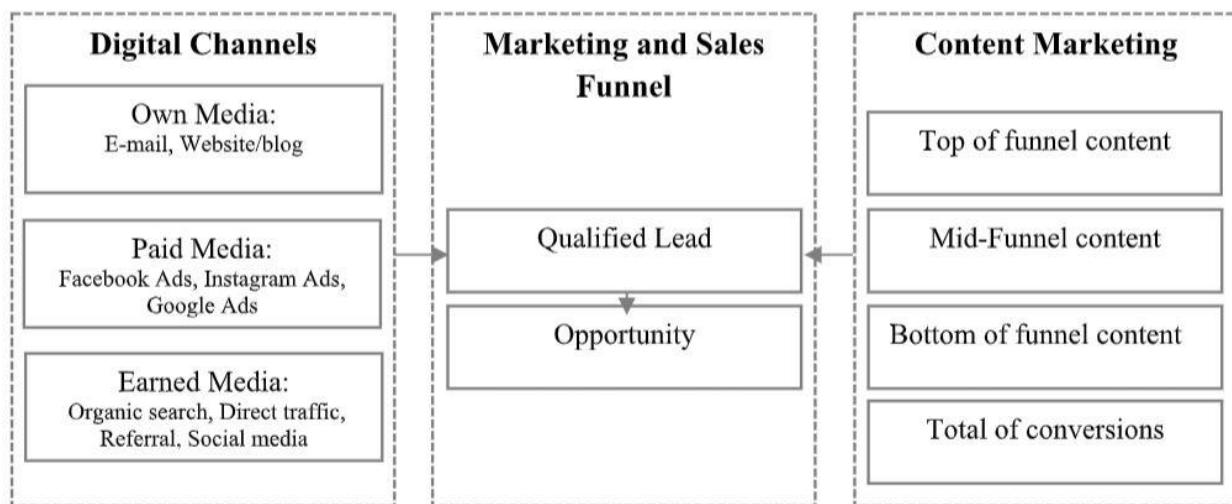 Digital Channels
Own Media:
E-mail, Website/blog
Paid Media:
Facebook Ads, Instagram Ads,
Google Ads
Earned Media:
Organic search, Direct traffic,
Referral, Social media
Marketing and Sales
Funnel
Qualified Lead
Opportunity
Content Marketing
Top of funnel content
Mid-Funnel content
Bottom of funnel content
Total of conversions